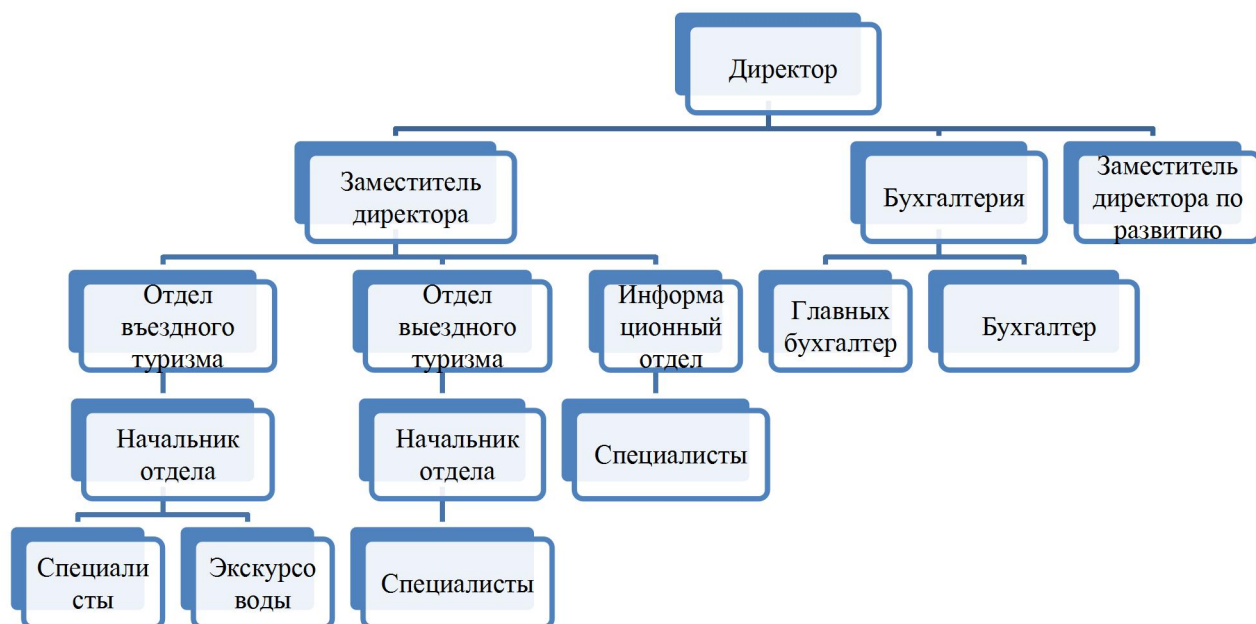 Директор
Заместитель
директора
Бухгалтерия
Заместитель
директора по
развитию
Отдел
въездного
туризма
Отдел
выездного
туризма
Информа
ционный
отдел
Главных
бухгалтер
Бухгалтер
Начальник
отдела
Начальник
отдела
Специалисты
Специали
сты
Экскурсо
воды
Специалисты